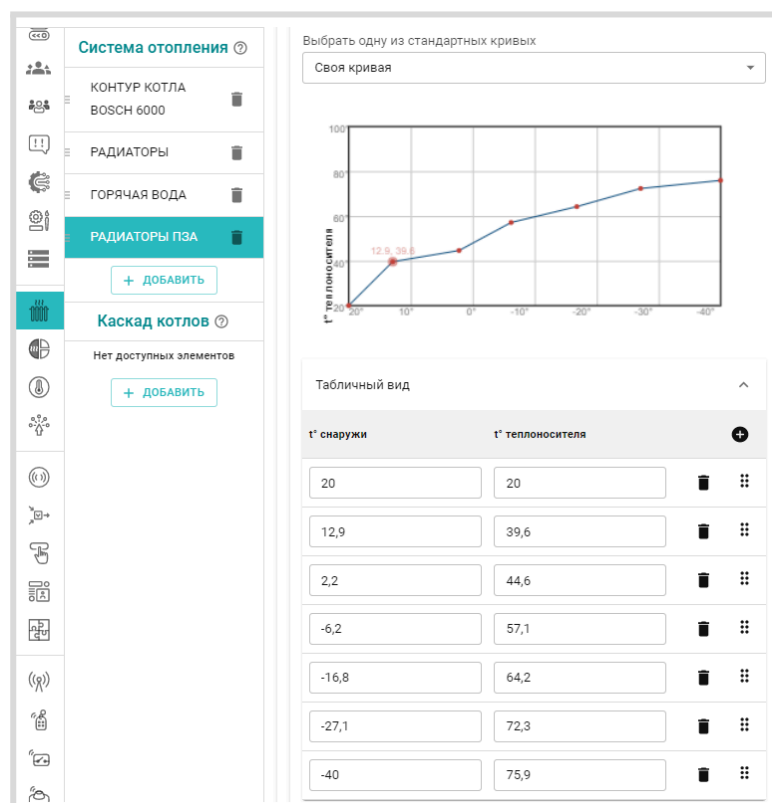 Система отопления
КОНТУР КОТЛА
BOSCH 6000
РАДИАТОРЫ
ГОРЯЧАЯ ВОДА
РАДИАТОРЫ ПЗА
+ ДОБАВИТЬ
Каскад котлов
Нет доступных элементов
+ ДОБАВИТЬ
Выбрать одну из стандартных кривых
Своя кривая
t° теплоносителя
100°
80°
60°
40°
20°
12.9, 39.6
20° 10° 0° -10° -20° -30° -40°
Табличный вид
t° снаружи t° теплоносителя
20 20
12,9 39,6
2,2 44,6
-6,2 57,1
-16,8 64,2
-27,1 72,3
-40 75,9